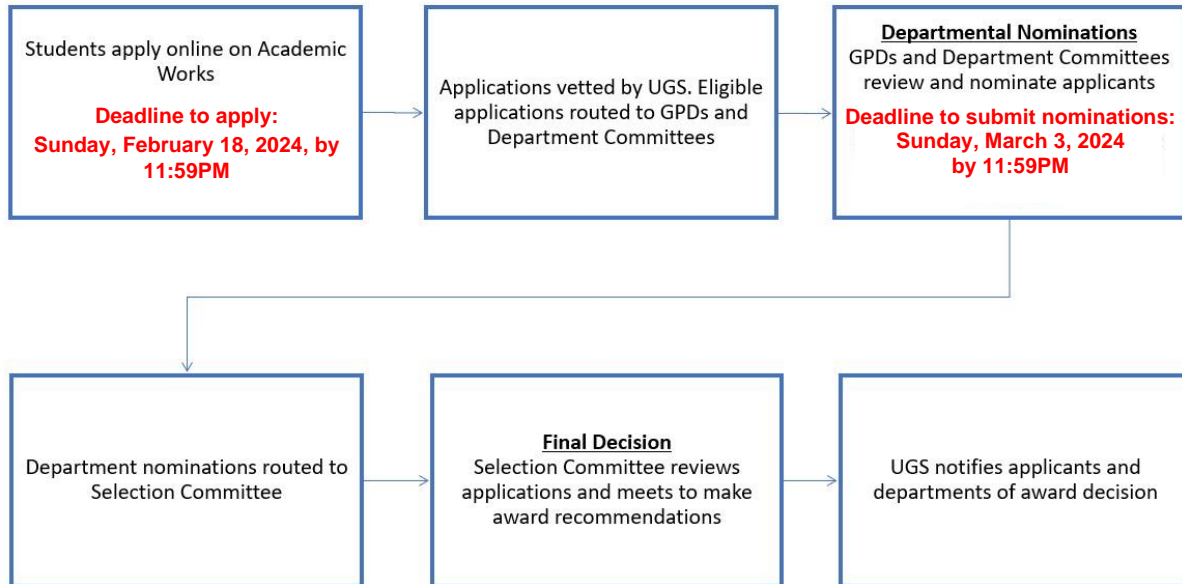 Students apply online on Academic
Works
Deadline to apply:
Sunday, February 18, 2024, by
11:59PM
Applications vetted by UGS. Eligible
applications routed to GPDs and
Department Committees
Departmental Nominations
GPDs and Department Committees
review and nominate applicants
Deadline to submit nominations:
Sunday, March 3, 2024
by 11:59PM
Department nominations routed to
Selection Committee
Final Decision
Selection Committee reviews
applications and meets to make
award recommendations
UGS notifies applicants and
departments of award decision